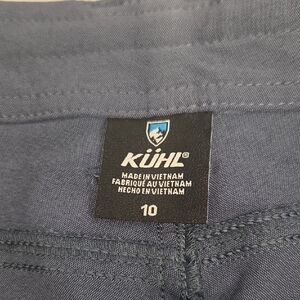 KÜHL®
MADE IN VIETNAM
FABRIQUÉ AU VIETNAM
HECHO EN VIETNAM
10